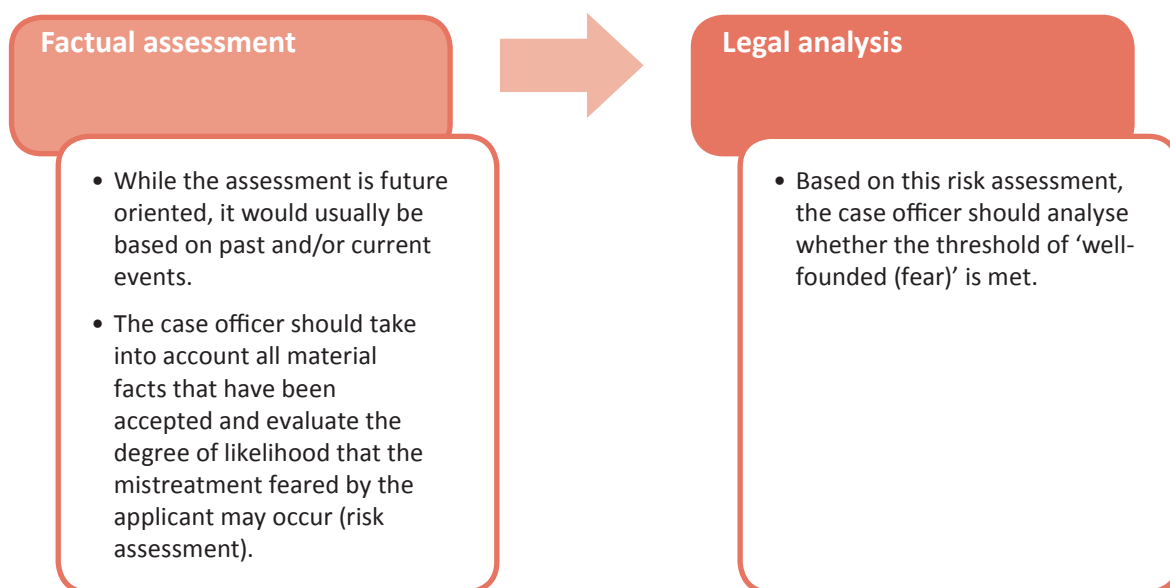 Factual assessment
• While the assessment is future
oriented, it would usually be
based on past and/or current
events.
• The case officer should take
into account all material
facts that have been
accepted and evaluate the
degree of likelihood that the
mistreatment feared by the
applicant may occur (risk
assessment).
Legal analysis
• Based on this risk assessment,
the case officer should analyse
whether the threshold of ‘well-
founded (fear)’ is met.